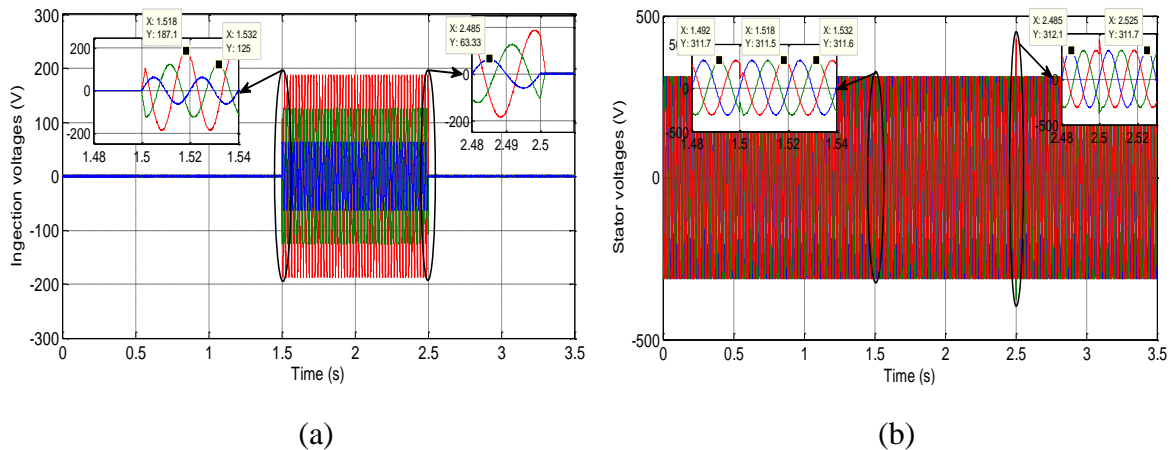 X: 1.518
Y: 187.1
X: 1.532
Y: 125
X: 2.485
Y: 63.33
300
200
100
0
-100
-200
-300
Ingection voltages (V)
200
0
-200
1.48
1.5
1.52
1.54
0
-200
2.48
2.49
2.5
0
0.5
1
1.5
2
2.5
3
3.5
Time (s)
(a)
X: 1.492
Y: 311.7
X: 1.518
Y: 311.5
X: 1.532
Y: 311.6
X: 2.485
Y: 312.1
X: 2.525
Y: 311.7
500
0
-500
Stator voltages (V)
500
0
-500
1.48
1.5
1.52
1.54
0
-500
2.48
2.5
2.52
0
0.5
1
1.5
2
2.5
3
3.5
Time (s)
(b)